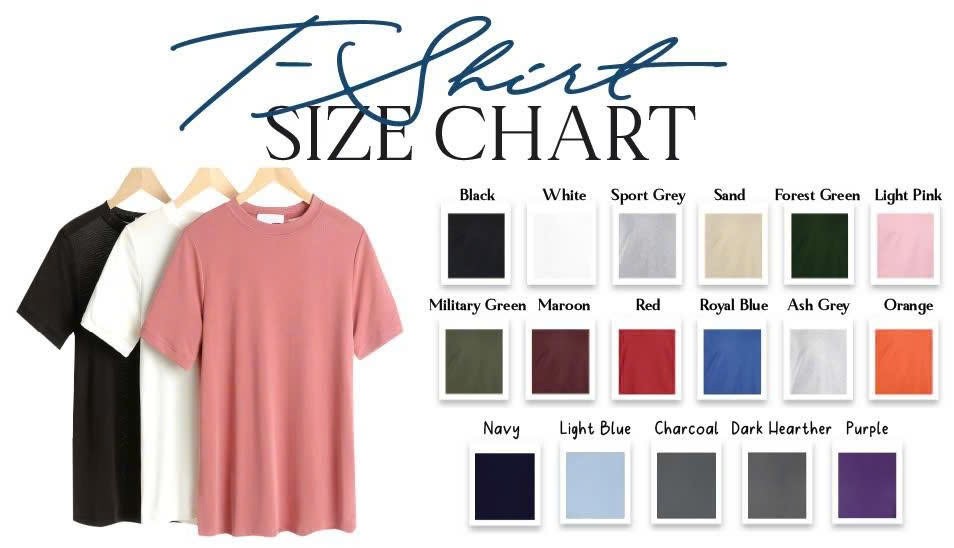 T-Shirt
SIZE CHART
Black White Sport Grey Sand Forest Green Light Pink
Military Green Maroon Red Royal Blue Ash Grey Orange
Navy Light Blue Charcoal Dark Hearther Purple